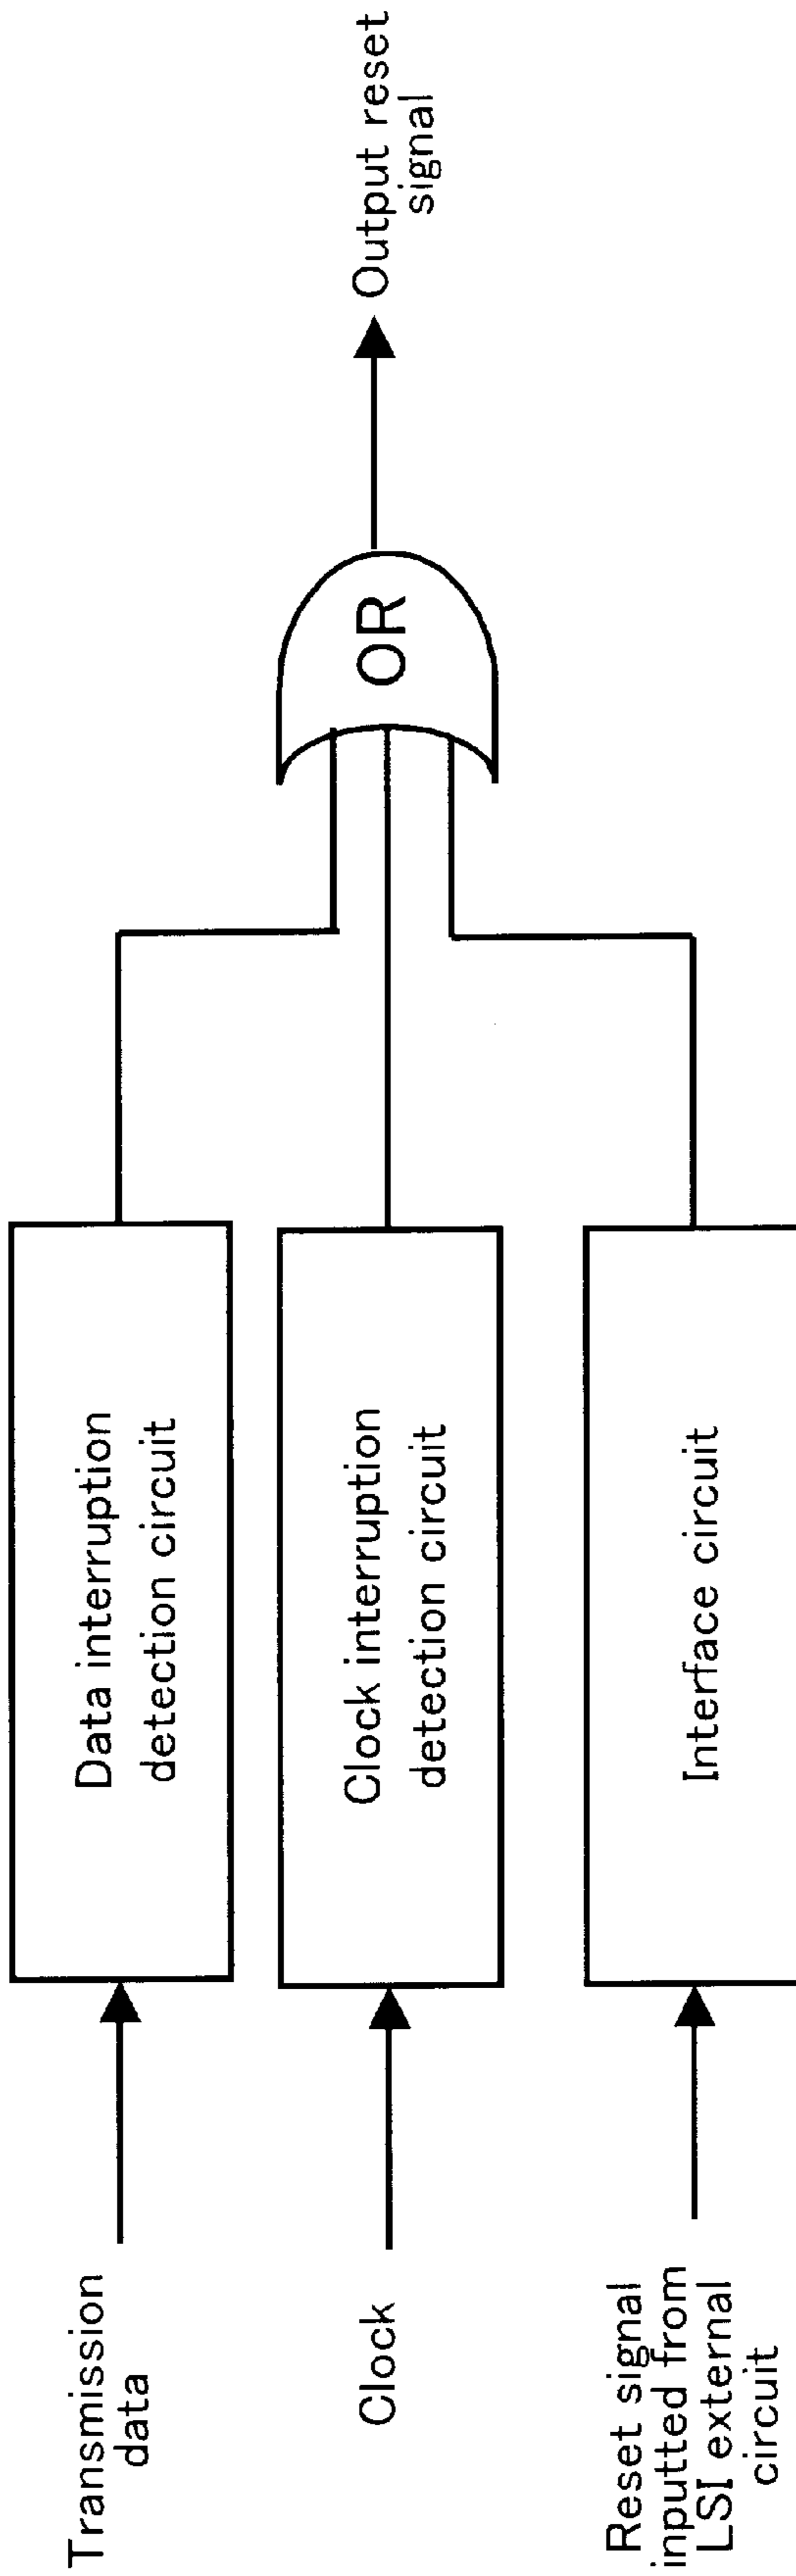 Transmission
data
Data interruption
detection circuit
Clock
Clock interruption
detection circuit
Reset signal
inputted from
LSI external
circuit
Interface circuit
OR
Output reset
signal